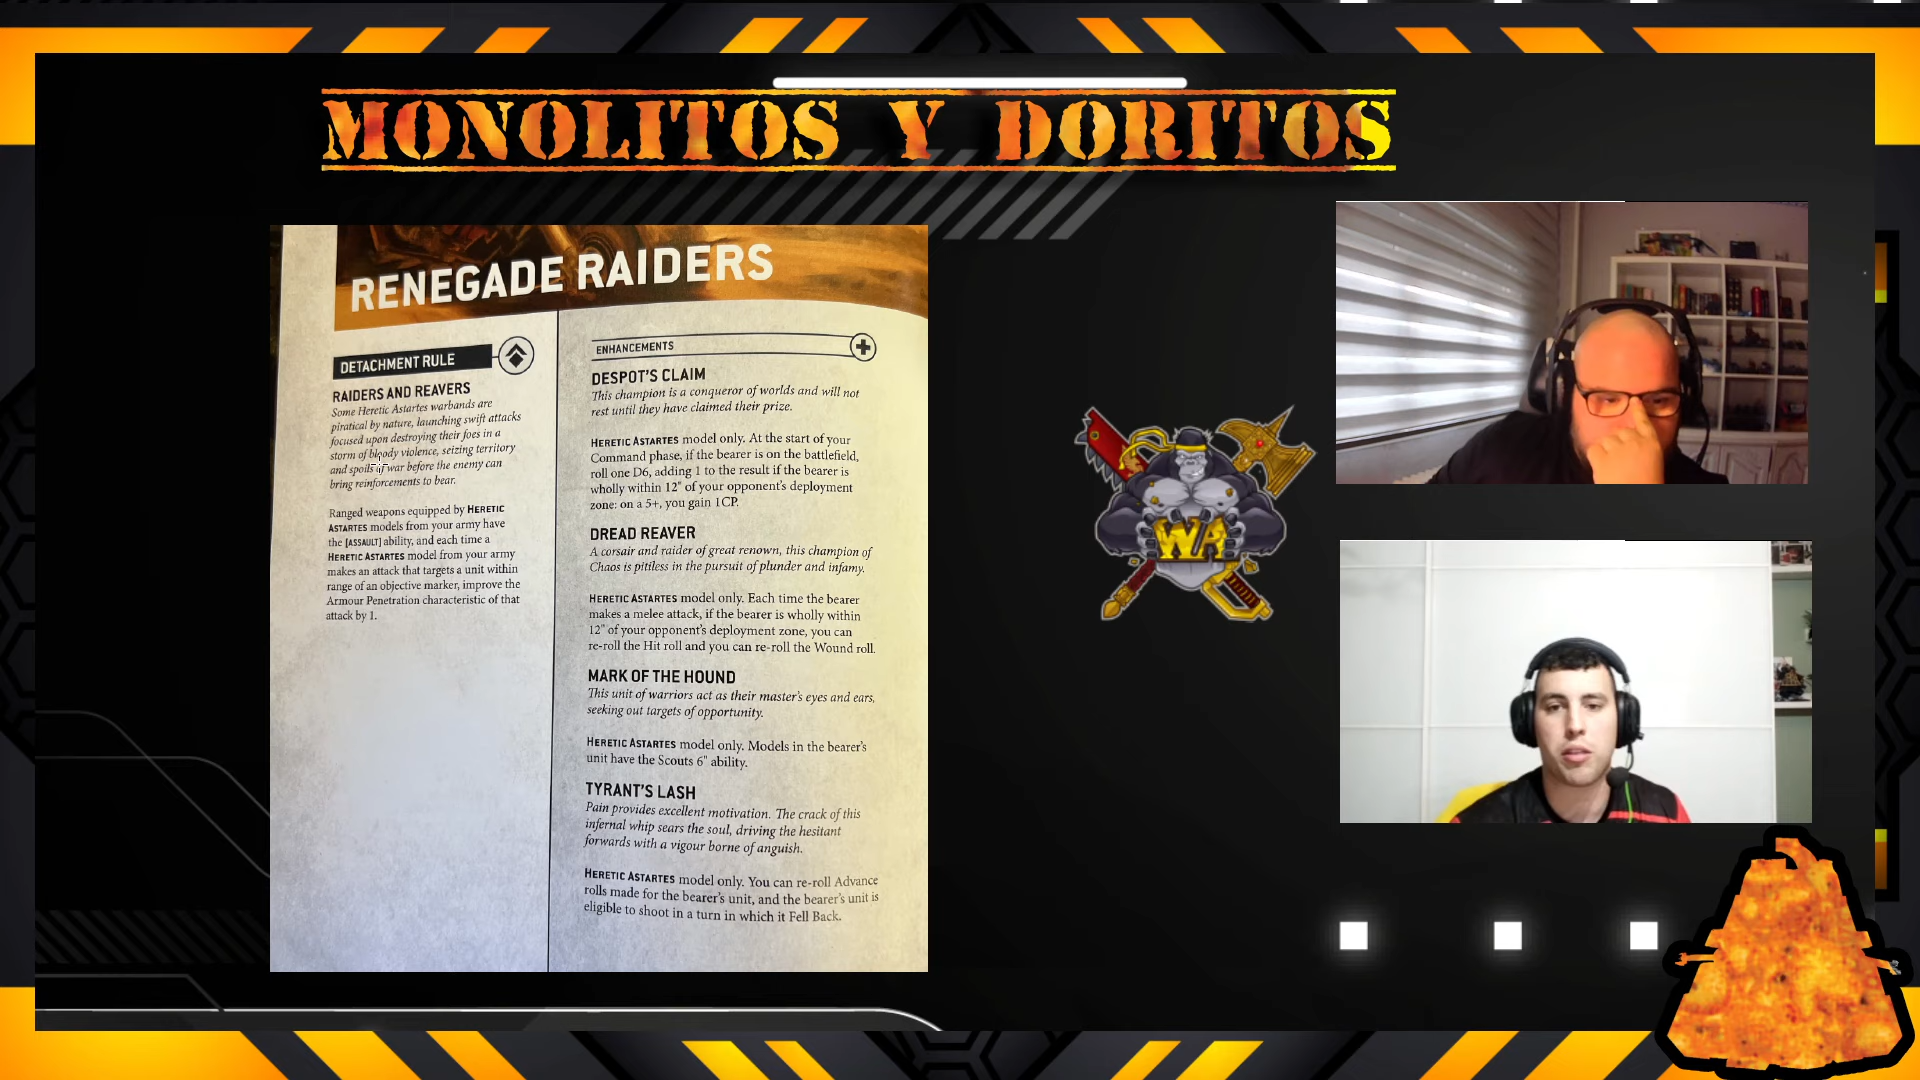 MONOLITOS Y DORITOS
RENEGADE RAIDERS
DETACHMENT RULE
RAIDERS AND REAVERS
Some Heretic Astartes warbands are
piratical by nature, launching swift attacks
focused upon destroying their foes in a
storm of bloody violence, seizing territory
and spoils of war before the enemy can
bring reinforcements to bear.
Ranged weapons equipped by HERETIC
ASTARTES models from your army have
the [ASSAULT] ability, and each time a
HERETIC ASTARTES model from your army
makes an attack that targets a unit within
range of an objective marker, improve the
Armour Penetration characteristic of that
attack by 1.
ENHANCEMENTS
DESPOT'S CLAIM
This champion is a conqueror of worlds and will not
rest until they have claimed their prize.
HERETIC ASTARTES model only. At the start of your
Command phase, if the bearer is on the battlefield,
roll one D6, adding 1 to the result if the bearer is
wholly within 12" of your opponent's deployment
zone: on a 5+, you gain 1CP.
DREAD REAVER
A corsair and raider of great renown, this champion of
Chaos is pitiless in the pursuit of plunder and infamy.
HERETIC ASTARTES model only. Each time the bearer
makes a melee attack, if the bearer is wholly within
12" of your opponent's deployment zone, you can
re-roll the Hit roll and you can re-roll the Wound roll.
MARK OF THE HOUND
This unit of warriors act as their master's eyes and ears,
seeking out targets of opportunity.
HERETIC ASTARTES model only. Models in the bearer's
unit have the Scouts 6" ability.
TYRANT'S LASH
Pain provides excellent motivation. The crack of this
infernal whip sears the soul, driving the hesitant
forwards with a vigour borne of anguish.
HERETIC ASTARTES model only. You can re-roll Advance
rolls made for the bearer's unit, and the bearer's unit is
eligible to shoot in a turn in which it Fell Back.
WA